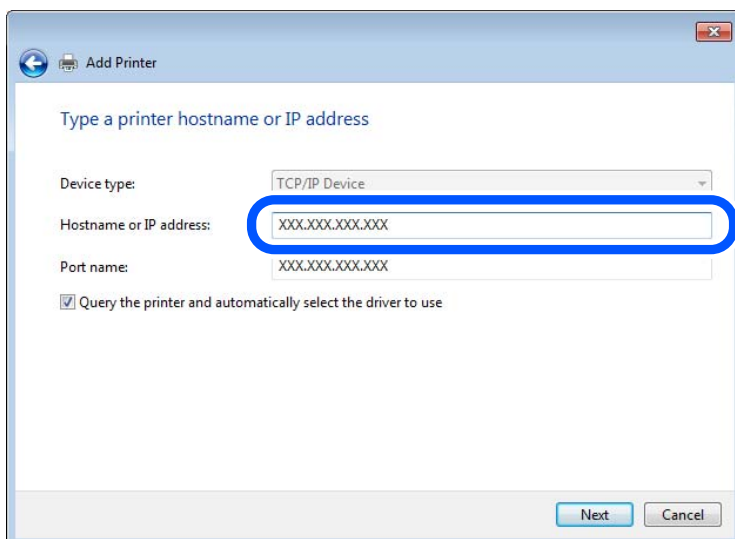 Add Printer
Type a printer hostname or IP address
Device type: TCP/IP Device
Hostname or IP address: XXX.XXX.XXX.XXX
Port name: XXX.XXX.XXX.XXX
Query the printer and automatically select the driver to use
Next Cancel